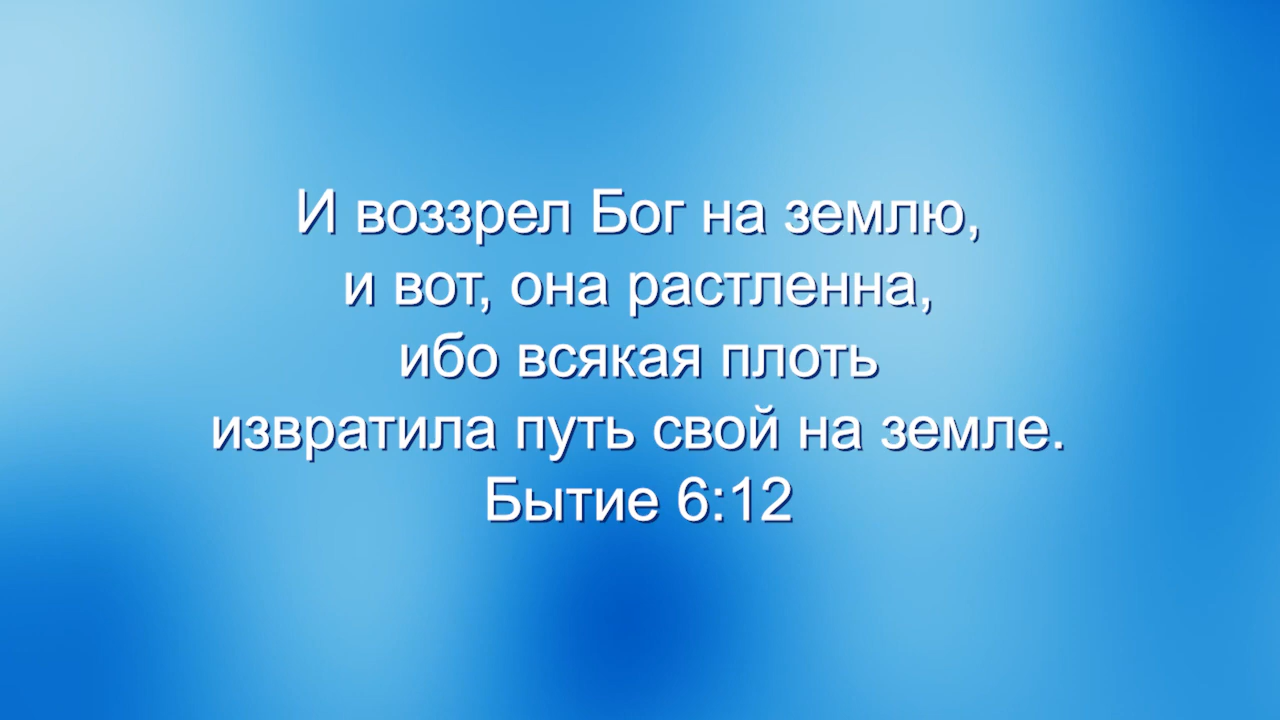 И воззрел Бог на землю,
и вот, она растленна,
ибо всякая плоть
извратила путь свой на земле.
Бытие 6:12